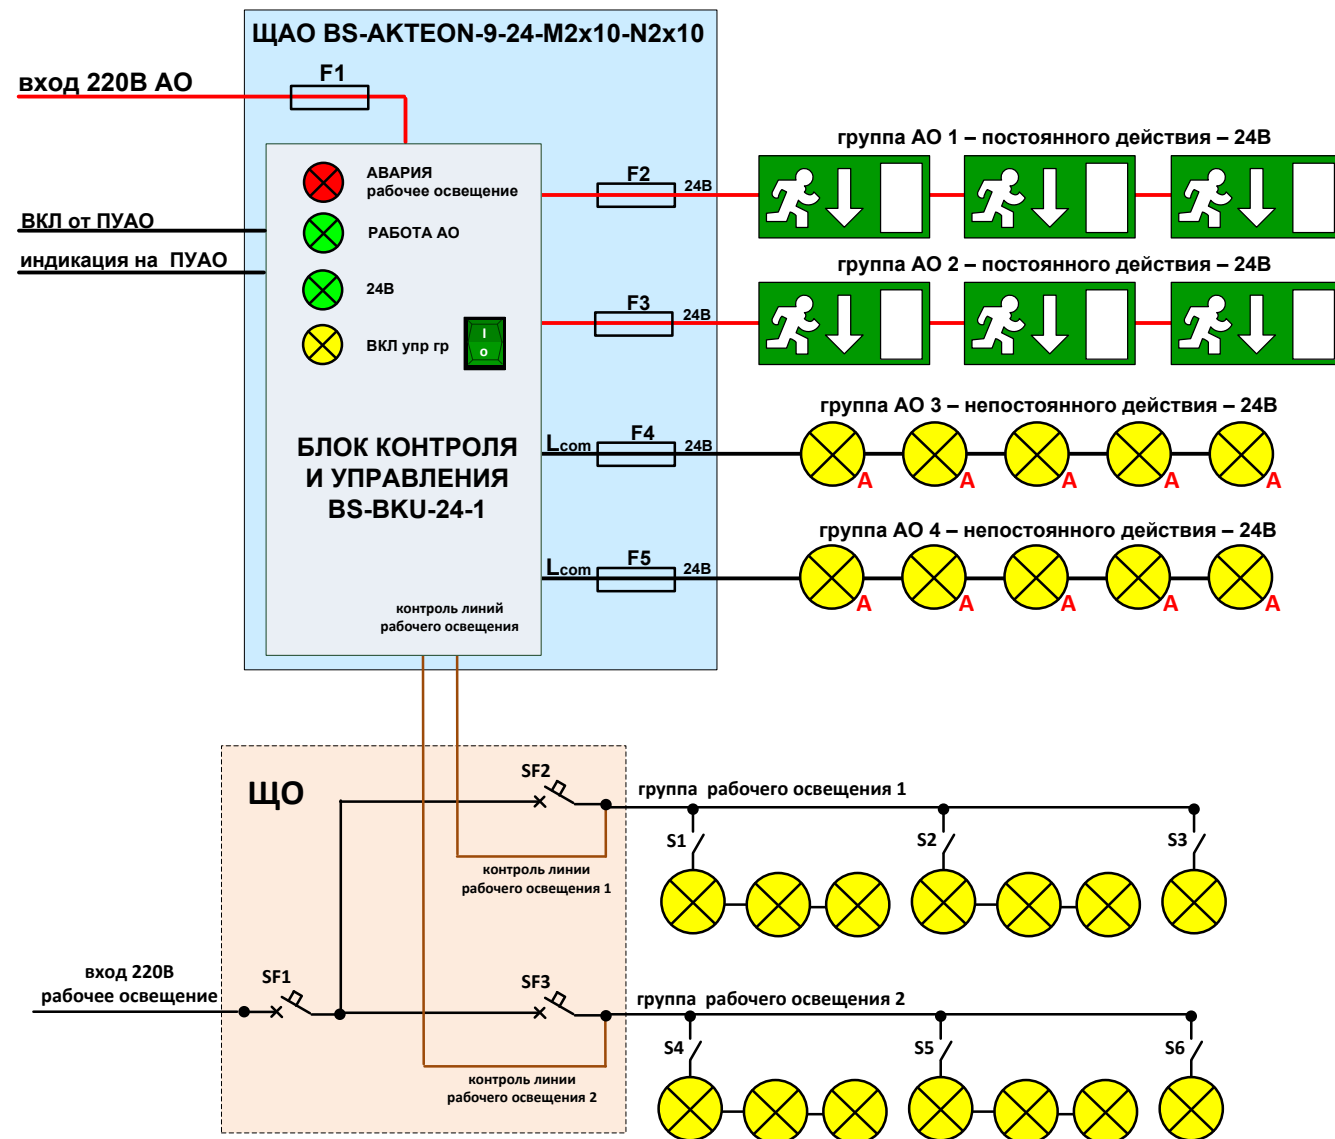 ЩАО BS-AKTEON-9-24-M2x10-N2x10
F1
вход 220В АО
АВАРИЯ
рабочее освещение
РАБОТА АО
24В
ВКЛ упр гр
I
o
ВКЛ от ПУАО
индикация на ПУАО
БЛОК КОНТРОЛЯ
И УПРАВЛЕНИЯ
BS-BKU-24-1
контроль линий
рабочего освещения
F2
24В
группа АО 1 – постоянного действия – 24В
F3
24В
группа АО 2 – постоянного действия – 24В
Lcom
F4
24В
группа АО 3 – непостоянного действия – 24В
А А А А А
Lcom
F5
24В
группа АО 4 – непостоянного действия – 24В
А А А А А
ЩО
SF2
группа рабочего освещения 1
S1
S2
S3
контроль линии
рабочего освещения 1
вход 220В
рабочее освещение
SF1
SF3
группа рабочего освещения 2
S4
S5
S6
контроль линии
рабочего освещения 2